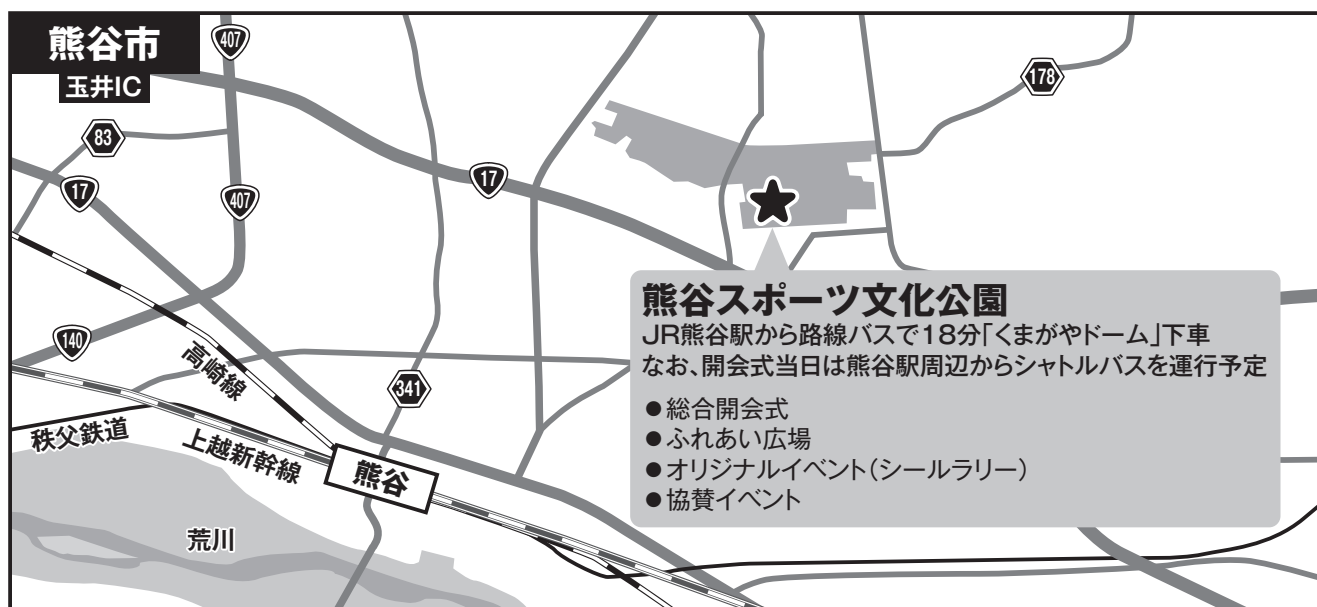 熊谷市
玉井IC
407
178
83
17
17
407
熊谷スポーツ文化公園
JR熊谷駅から路線バスで18分「くまがやドーム」下車
なお、開会式当日は熊谷駅周辺からシャトルバスを運行予定
140
高崎線
341
●総合開会式
●ふれあい広場
●オリジナルイベント(シールラリー)
●協賛イベント
秩父鉄道
上越新幹線
熊谷
荒川